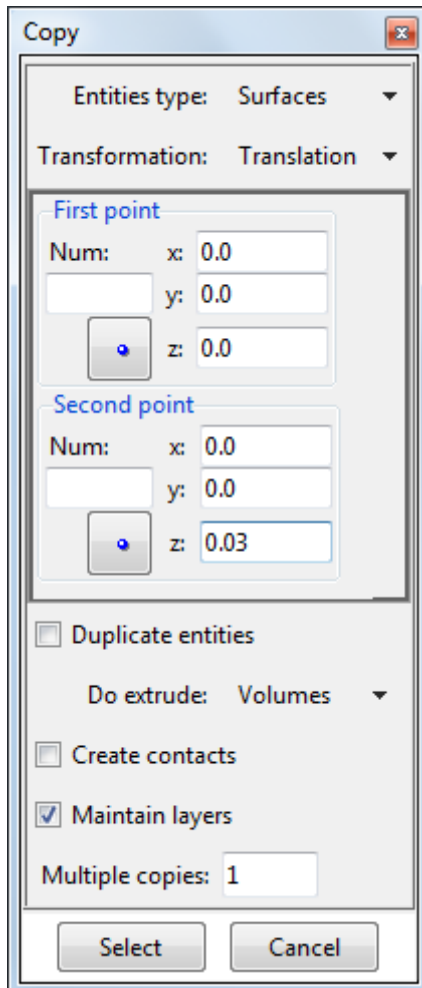 Copy
Entities type: Surfaces
Transformation: Translation
First point
Num: x: 0.0
y: 0.0
z: 0.0
Second point
Num: x: 0.0
y: 0.0
z: 0.03
Duplicate entities
Do extrude: Volumes
Create contacts
Maintain layers
Multiple copies: 1
Select Cancel